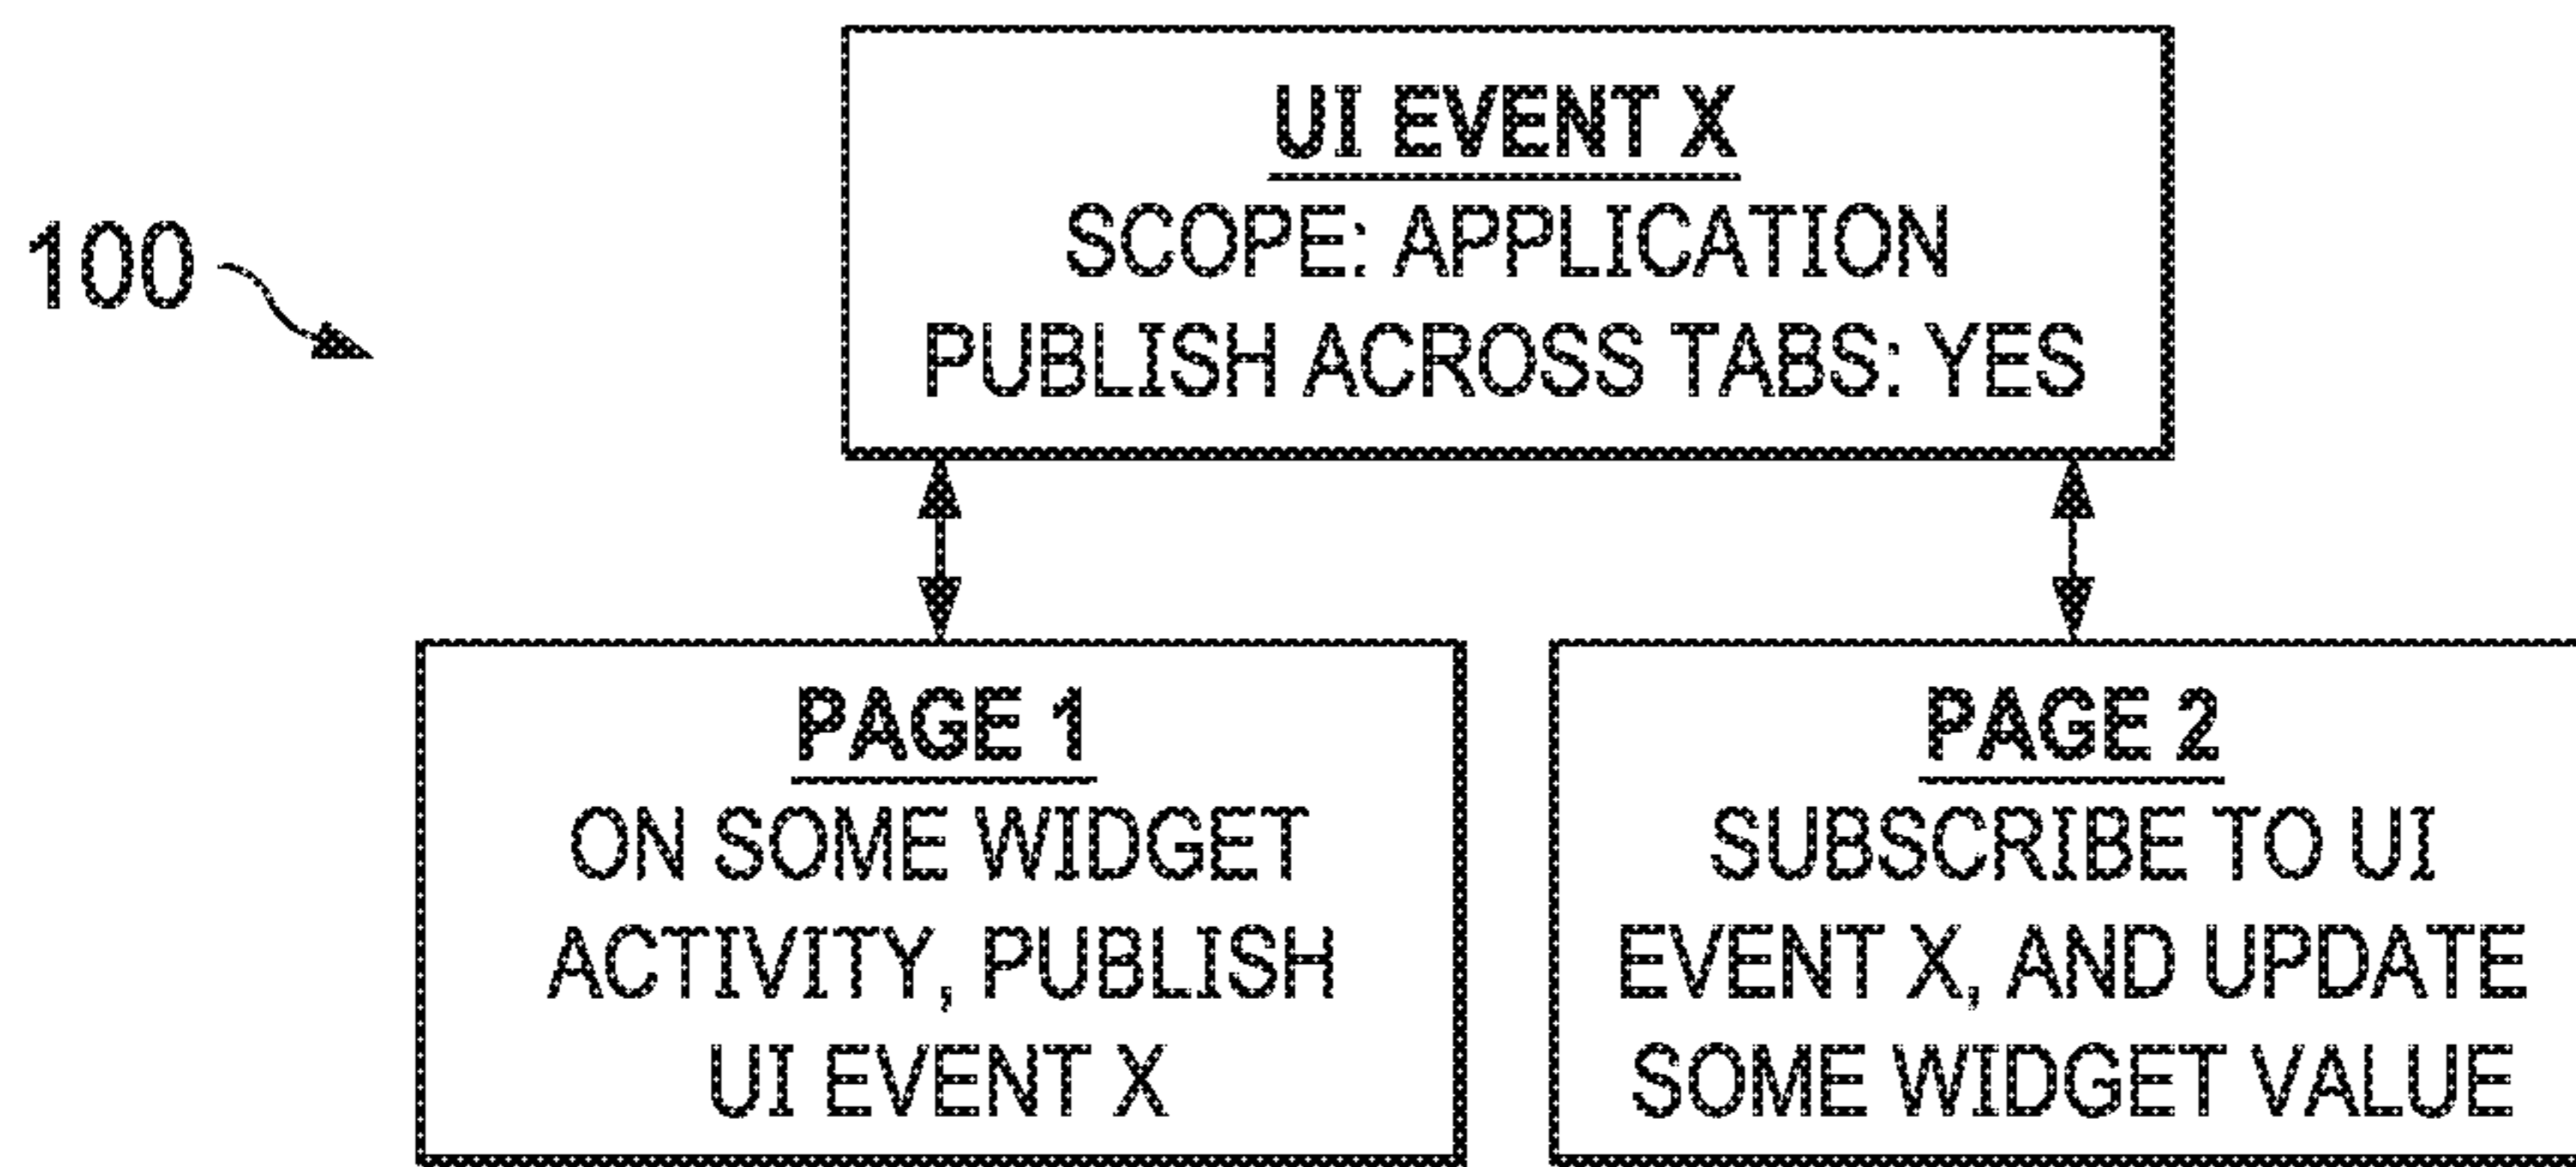 100
UI EVENT X
SCOPE: APPLICATION
PUBLISH ACROSS TABS: YES
PAGE 1
ON SOME WIDGET
ACTIVITY, PUBLISH
UI EVENT X
PAGE 2
SUBSCRIBE TO UI
EVENT X, AND UPDATE
SOME WIDGET VALUE